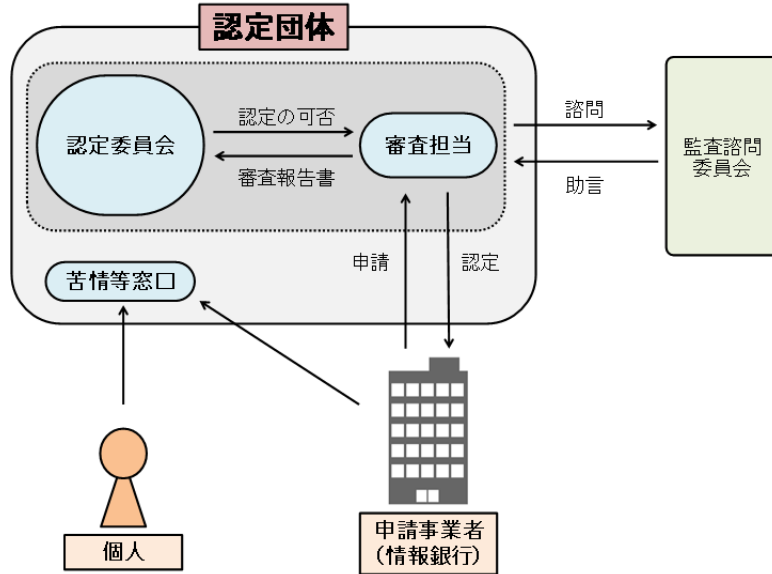 認定団体
認定委員会
認定の可否
審査報告書
審査担当
諮問
助言
監査諮問
委員会
申請
認定
苦情等窓口
個人
申請事業者
(情報銀行)